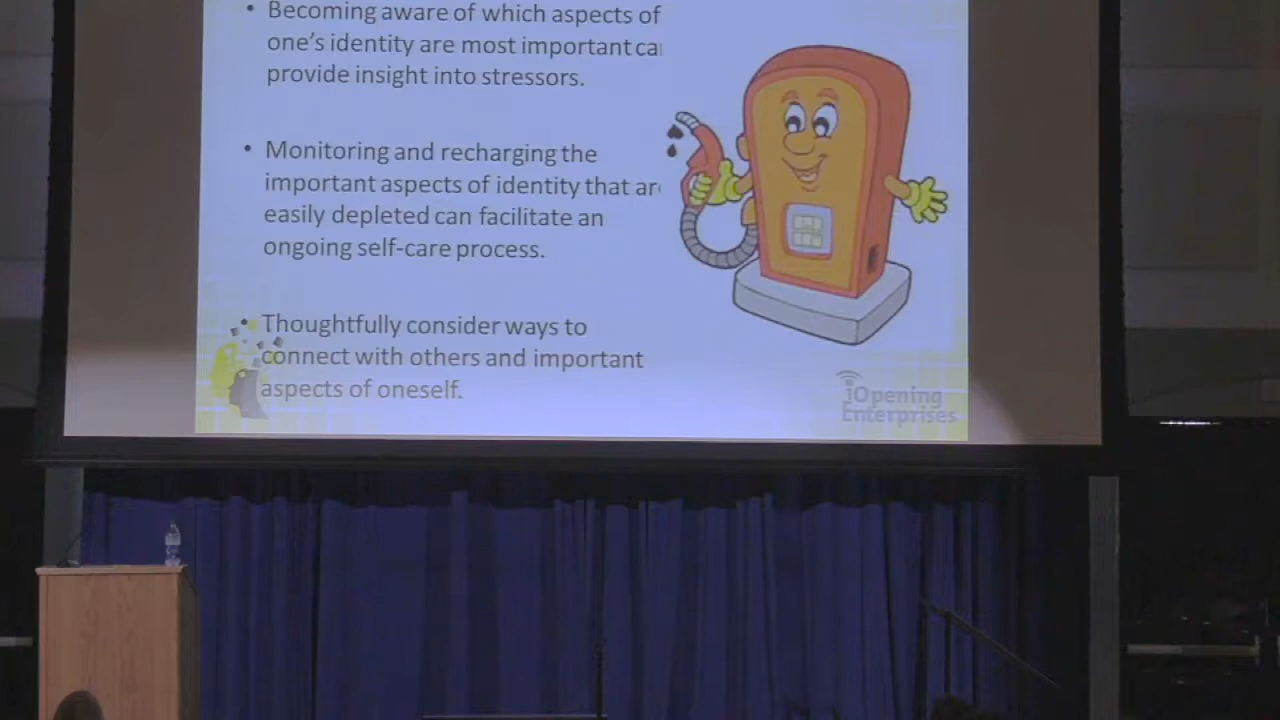 • Becoming aware of which aspects of
one's identity are most important ca
provide insight into stressors.
• Monitoring and recharging the
important aspects of identity that are
easily depleted can facilitate an
ongoing self-care process.
• Thoughtfully consider ways to
connect with others and important
aspects of oneself.
iOpening
Enterprises